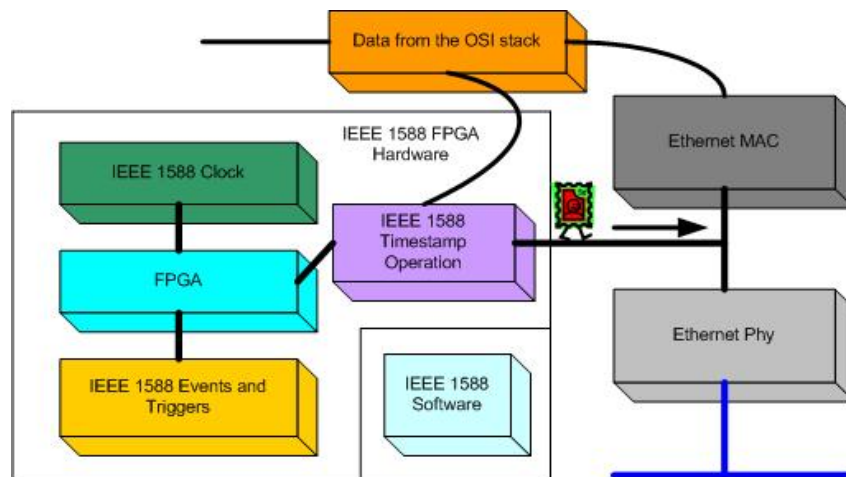 Data from the OSI stack
IEEE 1588 FPGA
Hardware
Ethernet MAC
IEEE 1588 Clock
IEEE 1588
Timestamp
Operation
FPGA
Ethernet Phy
IEEE 1588 Events and
Triggers
IEEE 1588
Software